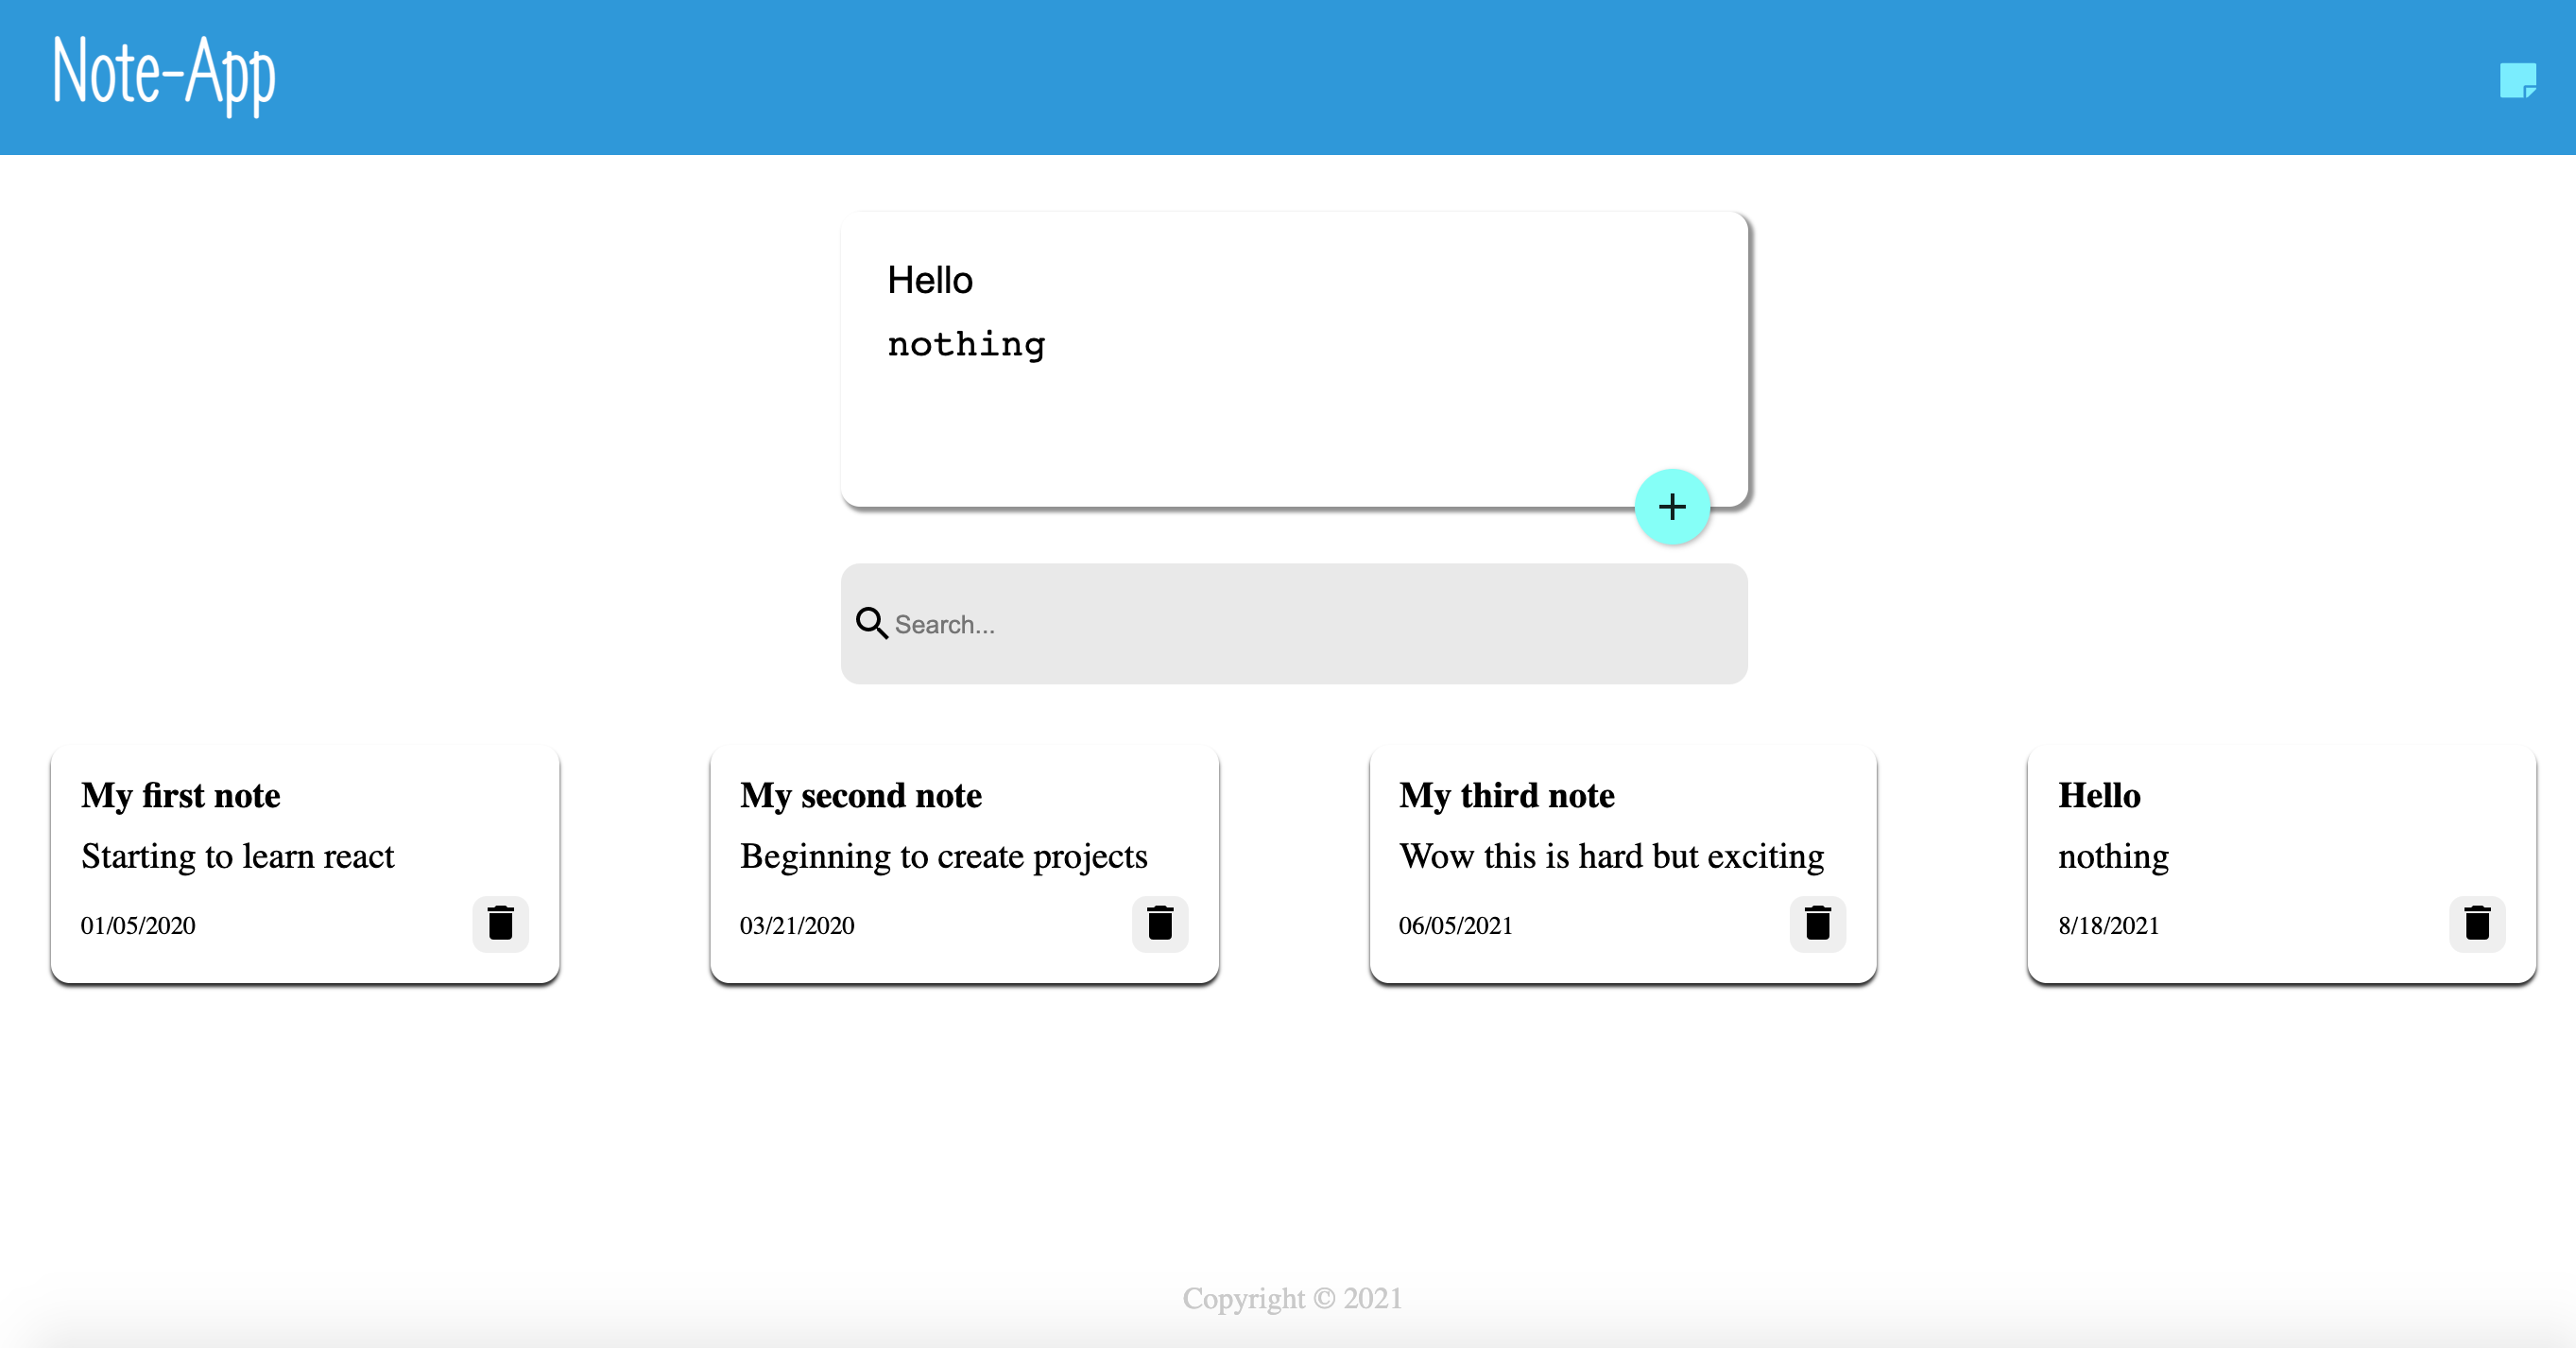 Note-App
Hello
nothing
+
Search...
My first note
Starting to learn react
01/05/2020
My second note
Beginning to create projects
03/21/2020
My third note
Wow this is hard but exciting
06/05/2021
Hello
nothing
8/18/2021
Copyright © 2021